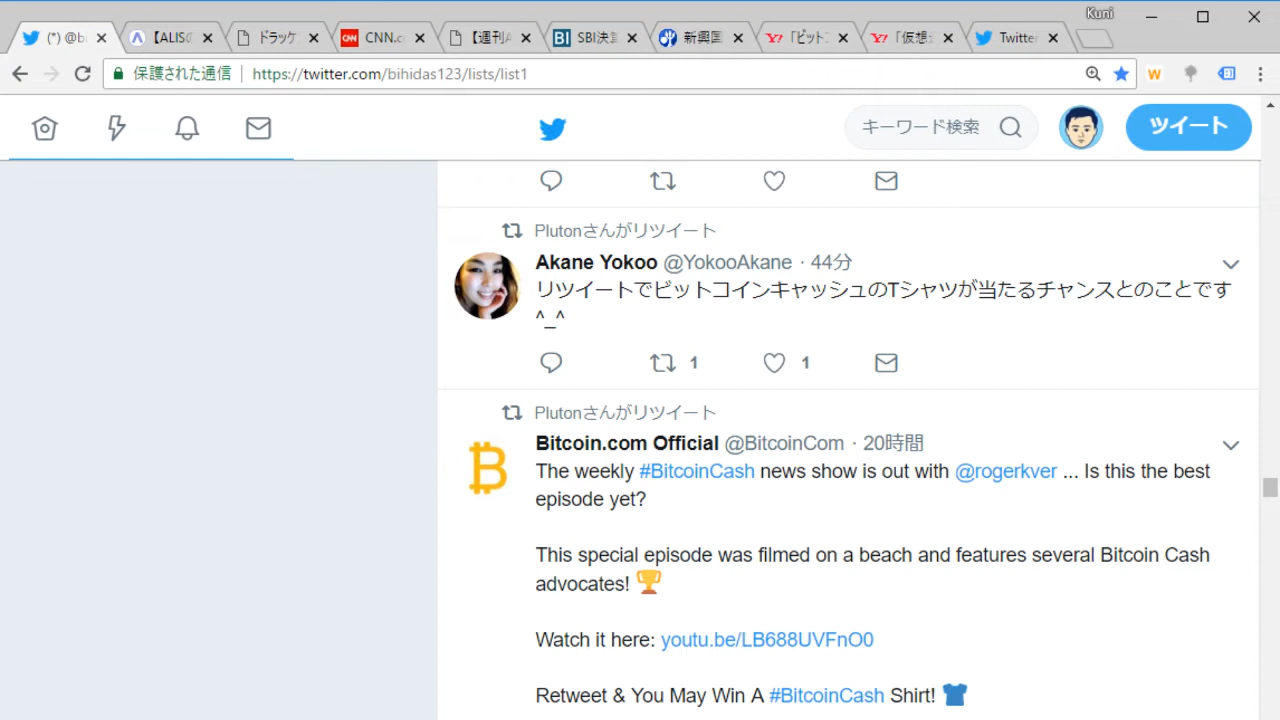 Kuni
(*) @bi
【ALIS
ドラッケ
CNN
CNN.c
【週刊
BI
SBI決
新興国
Y!
「ビット
Y!
「仮想
Twitter
保護された通信
https://twitter.com/bihidas123/lists/list1
W
キーワード検索
ツイート
Plutonさんがリツイート
Akane Yokoo @YokooAkane · 44分
リツイートでビットコインキャッシュのTシャツが当たるチャンスとのことです
^_^
1 1
Plutonさんがリツイート
Bitcoin.com Official @BitcoinCom · 20時間
The weekly #BitcoinCash news show is out with @rogerkver ... Is this the best
episode yet?
This special episode was filmed on a beach and features several Bitcoin Cash
advocates! 🏆
Watch it here: youtu.be/LB688UVFnO0
Retweet & You May Win A #BitcoinCash Shirt! 👕